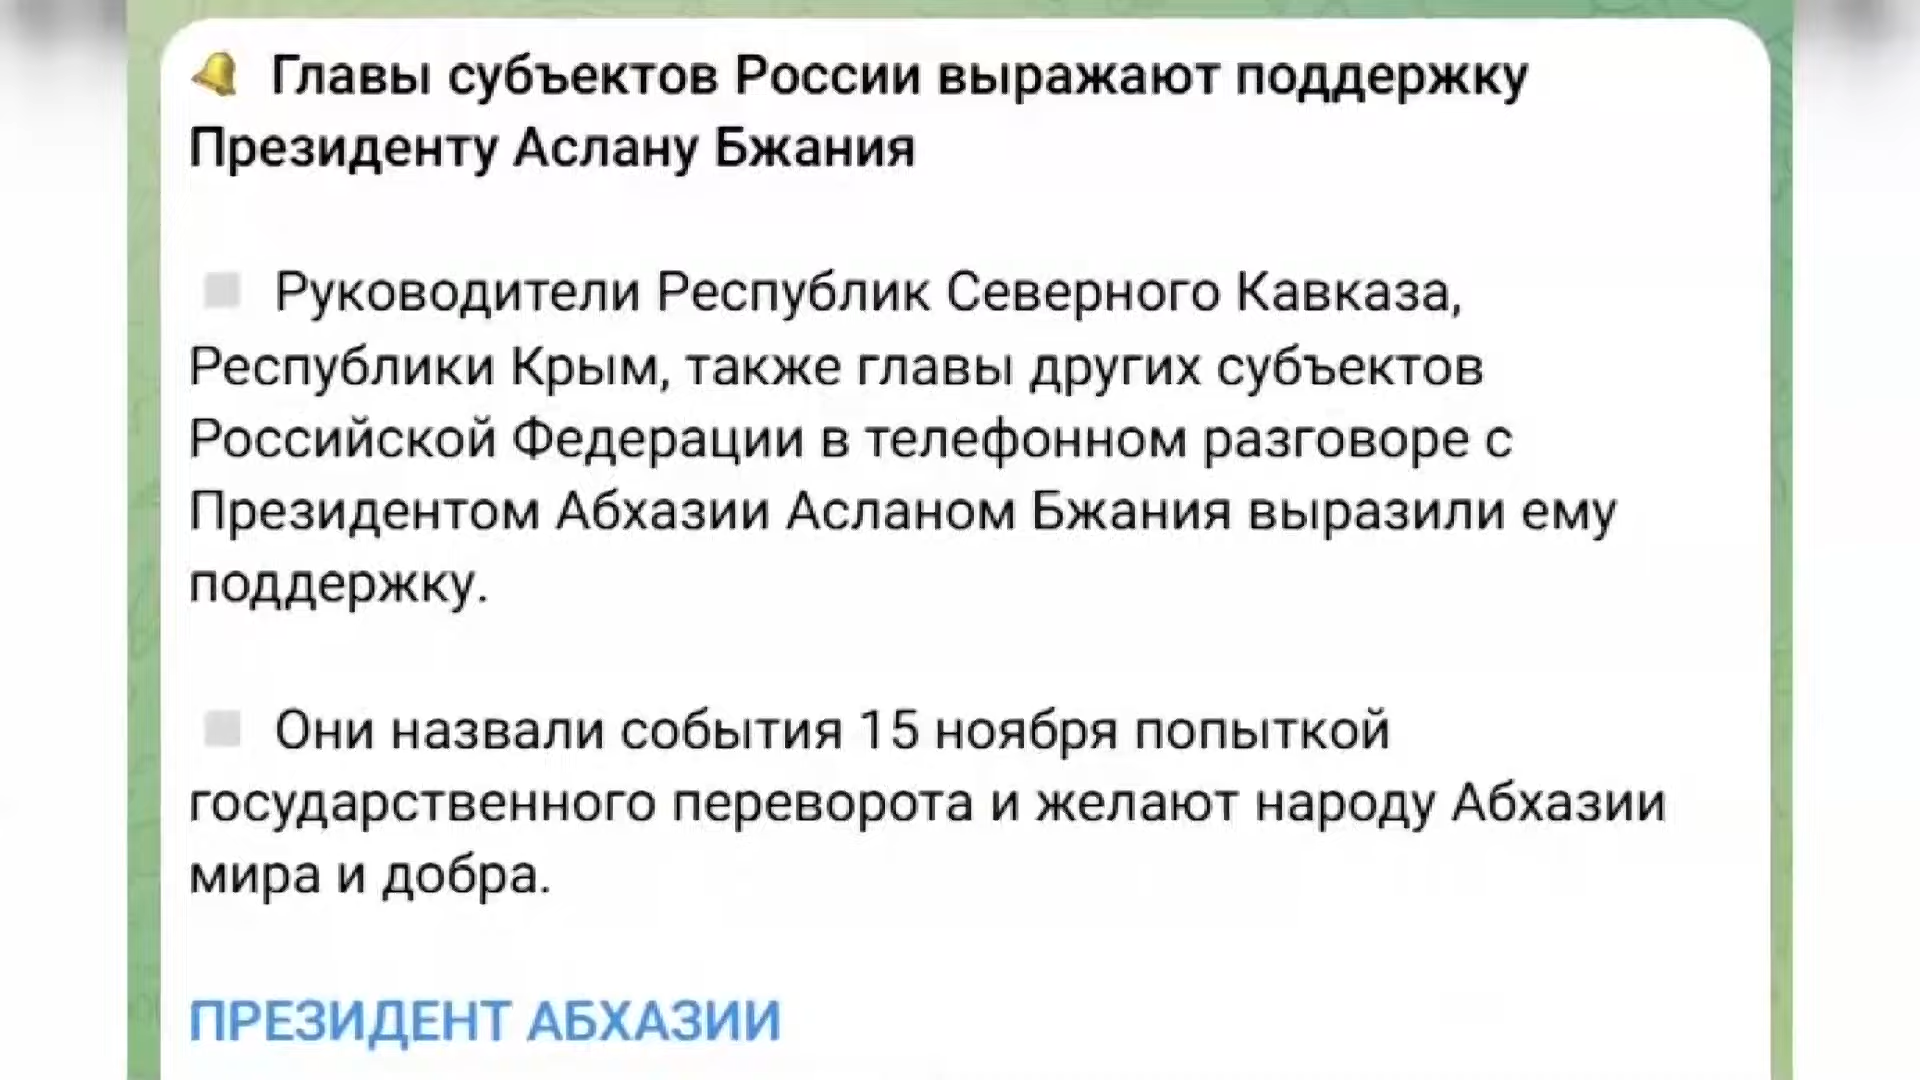 🔔 Главы субъектов России выражают поддержку
Президенту Аслану Бжания
◽ Руководители Республик Северного Кавказа,
Республики Крым, также главы других субъектов
Российской Федерации в телефонном разговоре с
Президентом Абхазии Асланом Бжания выразили ему
поддержку.
◽ Они назвали события 15 ноября попыткой
государственного переворота и желают народу Абхазии
мира и добра.
ПРЕЗИДЕНТ АБХАЗИИ